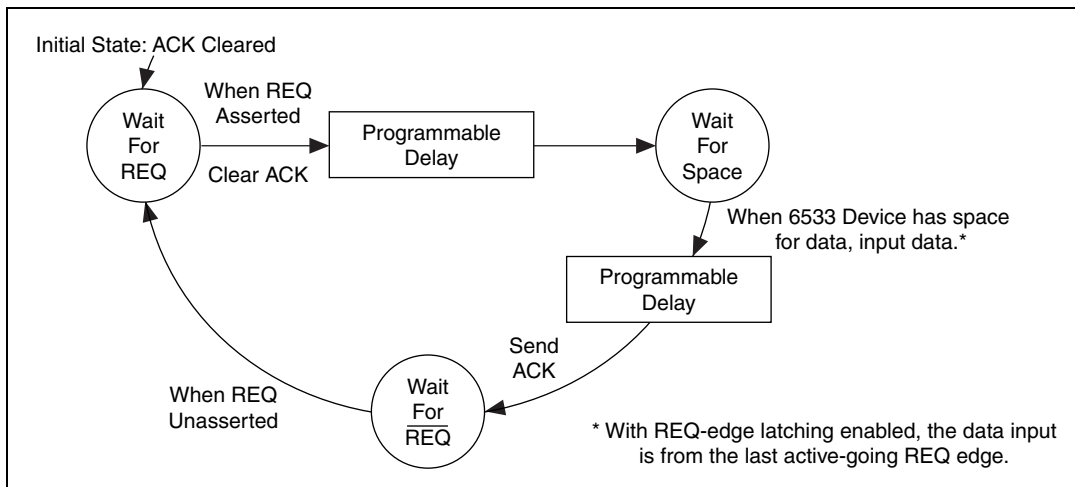 Initial State: ACK Cleared
Wait
For
REQ
When REQ
Asserted
Clear ACK
Programmable
Delay
Wait
For
Space
When 6533 Device has space
for data, input data.*
Programmable
Delay
Send
ACK
Wait
For
R̅E̅Q̅
When REQ
Unasserted
* With REQ-edge latching enabled, the data input
is from the last active-going REQ edge.